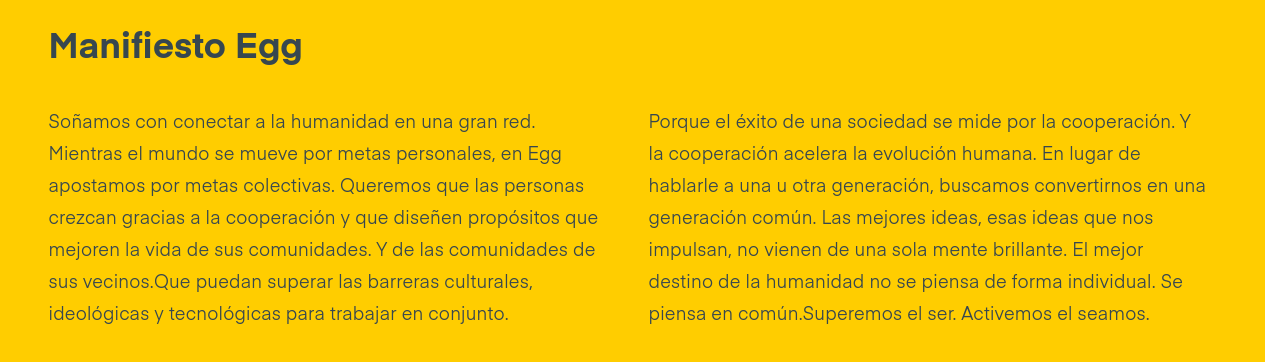 Manifiesto Egg
Soñamos con conectar a la humanidad en una gran red.
Mientras el mundo se mueve por metas personales, en Egg
apostamos por metas colectivas. Queremos que las personas
crezcan gracias a la cooperación y que diseñen propósitos que
mejoren la vida de sus comunidades. Y de las comunidades de
sus vecinos.Que puedan superar las barreras culturales,
ideológicas y tecnológicas para trabajar en conjunto.
Porque el éxito de una sociedad se mide por la cooperación. Y
la cooperación acelera la evolución humana. En lugar de
hablarle a una u otra generación, buscamos convertirnos en una
generación común. Las mejores ideas, esas ideas que nos
impulsan, no vienen de una sola mente brillante. El mejor
destino de la humanidad no se piensa de forma individual. Se
piensa en común.Superemos el ser. Activemos el seamos.